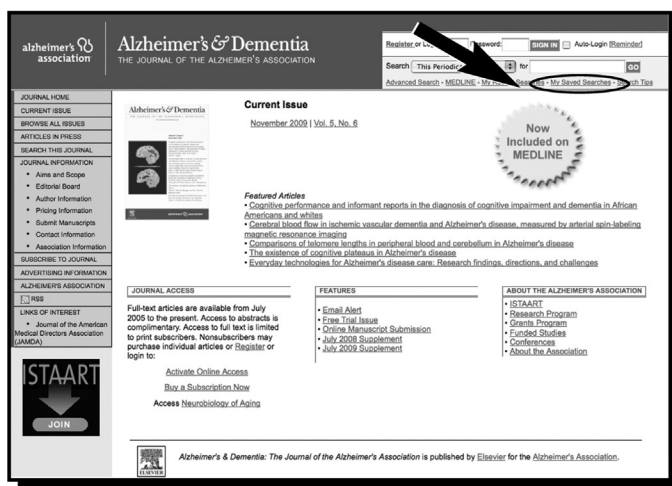 alzheimer's
association
Alzheimer's & Dementia
THE JOURNAL OF THE ALZHEIMER'S ASSOCIATION
Register or Password: SIGN IN Auto-Login [Reminder]
Search This for GO
Advanced Search - MEDLINE - My - My Saved Searches - Search Tips
JOURNAL HOME
CURRENT ISSUE
BROWSE ALL ISSUES
ARTICLES IN PRESS
SEARCH THIS JOURNAL
JOURNAL INFORMATION
• Aims and Scope
• Editorial Board
• Author Information
• Pricing Information
• Submit Manuscripts
• Contact Information
• Association Information
SUBSCRIBE TO JOURNAL
ADVERTISING INFORMATION
ALZHEIMER'S ASSOCIATION
RSS
LINKS OF INTEREST
• Journal of the American
Medical Directors Association
(JAMDA)
ISTAART
JOIN
Alzheimer's & Dementia
Current Issue
November 2009 | Vol. 5, No. 6
Now
Included on
MEDLINE
Featured Articles
• Cognitive performance and informant reports in the diagnosis of cognitive impairment and dementia in African
Americans and whites
• Cerebral blood flow in ischemic vascular dementia and Alzheimer's disease, measured by arterial spin-labeling
magnetic resonance imaging
• Comparisons of telomere lengths in peripheral blood and cerebellum in Alzheimer's disease
• The existence of cognitive plateaus in Alzheimer's disease
• Everyday technologies for Alzheimer's disease care: Research findings, directions, and challenges
JOURNAL ACCESS
Full-text articles are available from July
2005 to the present. Access to abstracts is
complimentary. Access to full text is limited
to print subscribers. Nonsubscribers may
purchase individual articles or Register or
login to:
Activate Online Access
Buy a Subscription Now
Access Neurobiology of Aging
FEATURES
• Email Alert
• Free Trial Issue
• Online Manuscript Submission
• July 2008 Supplement
• July 2009 Supplement
ABOUT THE ALZHEIMER'S ASSOCIATION
• ISTAART
• Research Program
• Grants Program
• Funded Studies
• Conferences
• About the Association
ELSEVIER
Alzheimer's & Dementia: The Journal of the Alzheimer's Association is published by Elsevier for the Alzheimer's Association.